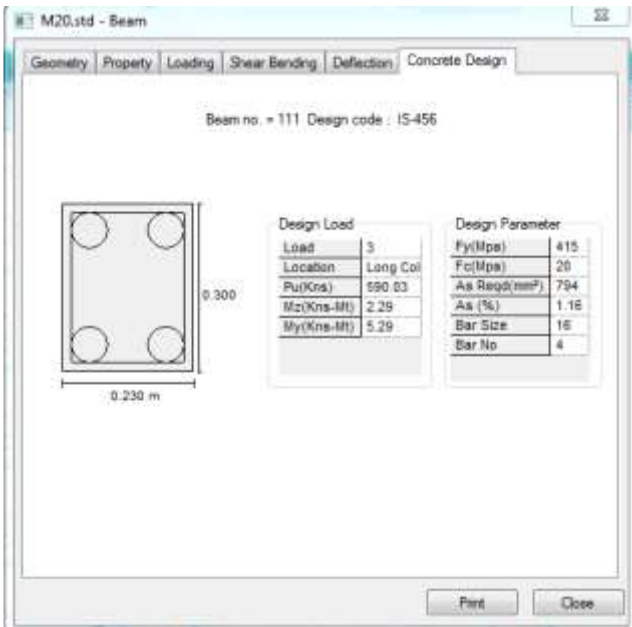 M20.std - Beam
Geometry Property Loading Shear Bending Deflection Concrete Design
Beam no. = 111 Design code : IS-456
0.300
0.230 m
Design Load
Load 3
Location Long Col
Pu(Kns) 590.03
Mz(Kns-Mt) 2.29
My(Kns-Mt) 5.29
Design Parameter
Fy(Mpa) 415
Fc(Mpa) 20
As Reqd(mm²) 794
As (%) 1.16
Bar Size 16
Bar No 4
Print Close